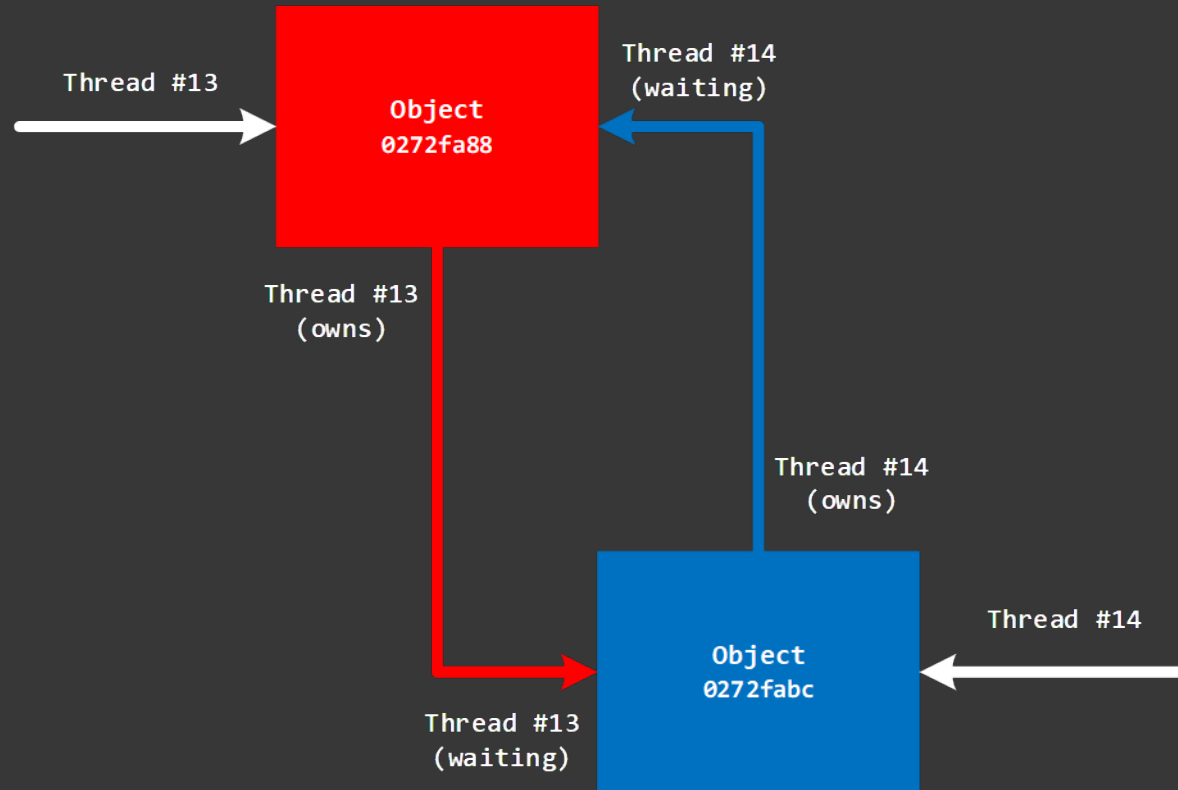 Thread #13
Object
0272fa88
Thread #14
(waiting)
Thread #13
(owns)
Thread #14
(owns)
Object
0272fabc
Thread #14
Thread #13
(waiting)